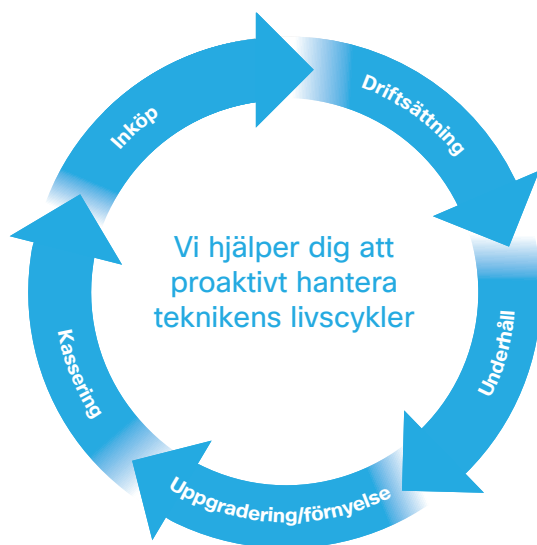 Inköp
Driftsättning
Underhåll
Uppgradering/förnyelse
Kassering
Vi hjälper dig att
proaktivt hantera
teknikens livscykler